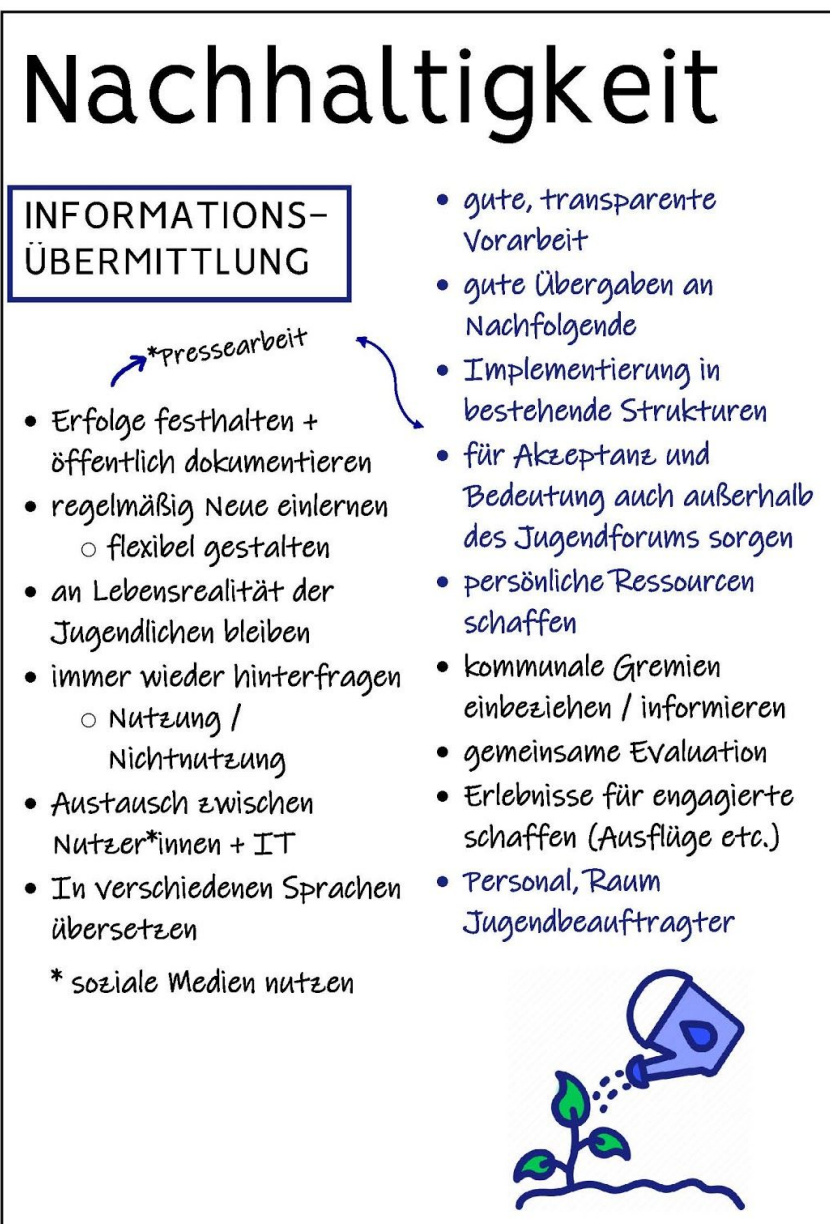 Nachhaltigkeit
INFORMATIONS-
ÜBERMITTLUNG
*Pressearbeit
• Erfolge festhalten +
öffentlich dokumentieren
• regelmäßig Neue einlernen
○ flexibel gestalten
• an Lebensrealität der
Jugendlichen bleiben
• immer wieder hinterfragen
○ Nutzung /
Nichtnutzung
• Austausch zwischen
Nutzer*innen + IT
• In verschiedenen Sprachen
übersetzen
* soziale Medien nutzen
• gute, transparente
Vorarbeit
• gute Übergaben an
Nachfolgende
• Implementierung in
bestehende Strukturen
• für Akzeptanz und
Bedeutung auch außerhalb
des Jugendforums sorgen
• persönliche Ressourcen
schaffen
• kommunale Gremien
einbeziehen / informieren
• gemeinsame Evaluation
• Erlebnisse für engagierte
schaffen (Ausflüge etc.)
• Personal, Raum
Jugendbeauftragter